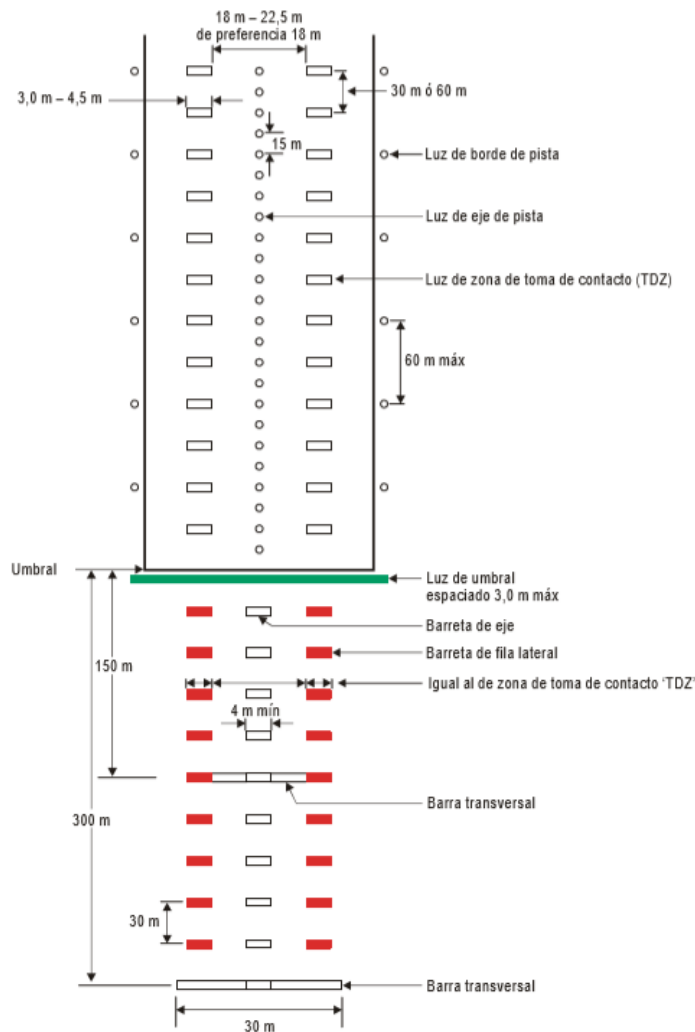 18 m – 22,5 m
de preferencia 18 m
3,0 m – 4,5 m
30 m ó 60 m
15 m
Luz de borde de pista
Luz de eje de pista
Luz de zona de toma de contacto (TDZ)
60 m máx
Umbral
Luz de umbral
espaciado 3,0 m máx
Barreta de eje
150 m
Barreta de fila lateral
Igual al de zona de toma de contacto ‘TDZ’
4 m mín
Barra transversal
300 m
30 m
Barra transversal
30 m